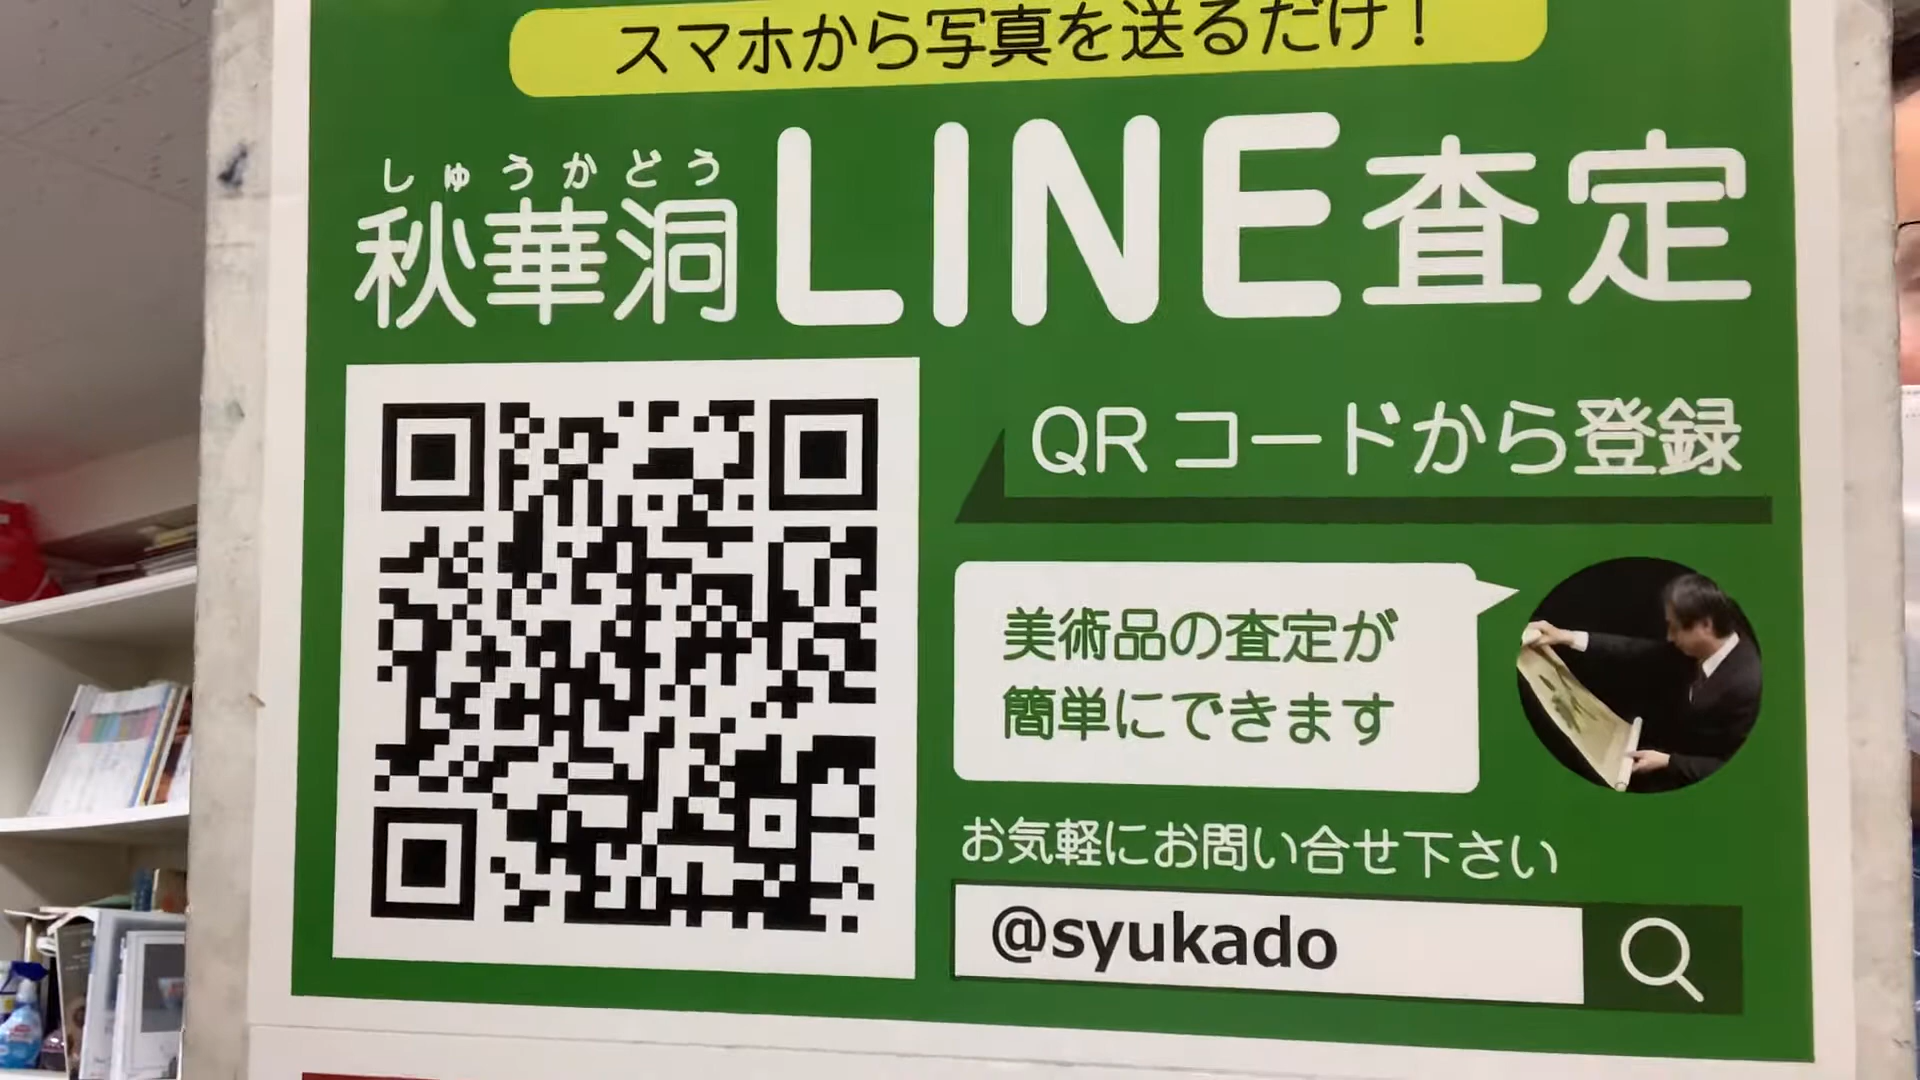 スマホから写真を送るだけ!
しゅうかどう
秋華洞LINE査定
QRコードから登録
美術品の査定が
簡単にできます
お気軽にお問い合せ下さい
@syukado